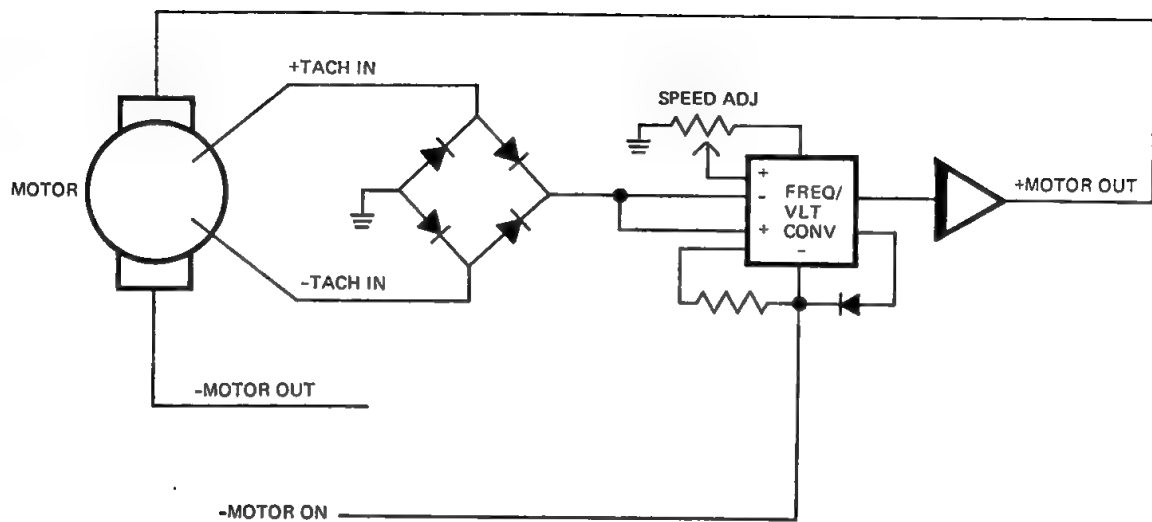 +TACH IN
SPEED ADJ
MOTOR
+
-
+
-
FREQ/
VLT
CONV
+MOTOR OUT
-TACH IN
-MOTOR OUT
-MOTOR ON